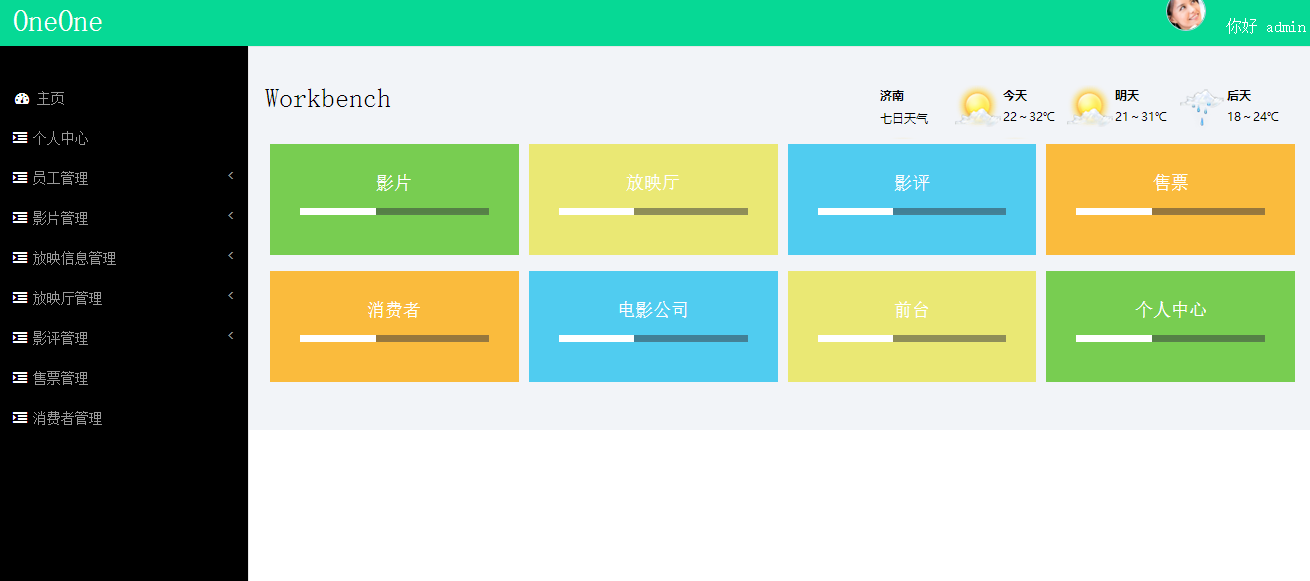 OneOne
你好 admin
主页
个人中心
员工管理
影片管理
放映信息管理
放映厅管理
影评管理
售票管理
消费者管理
Workbench
济南
七日天气
今天
22～32℃
明天
21～31℃
后天
18～24℃
影片
放映厅
影评
售票
消费者
电影公司
前台
个人中心